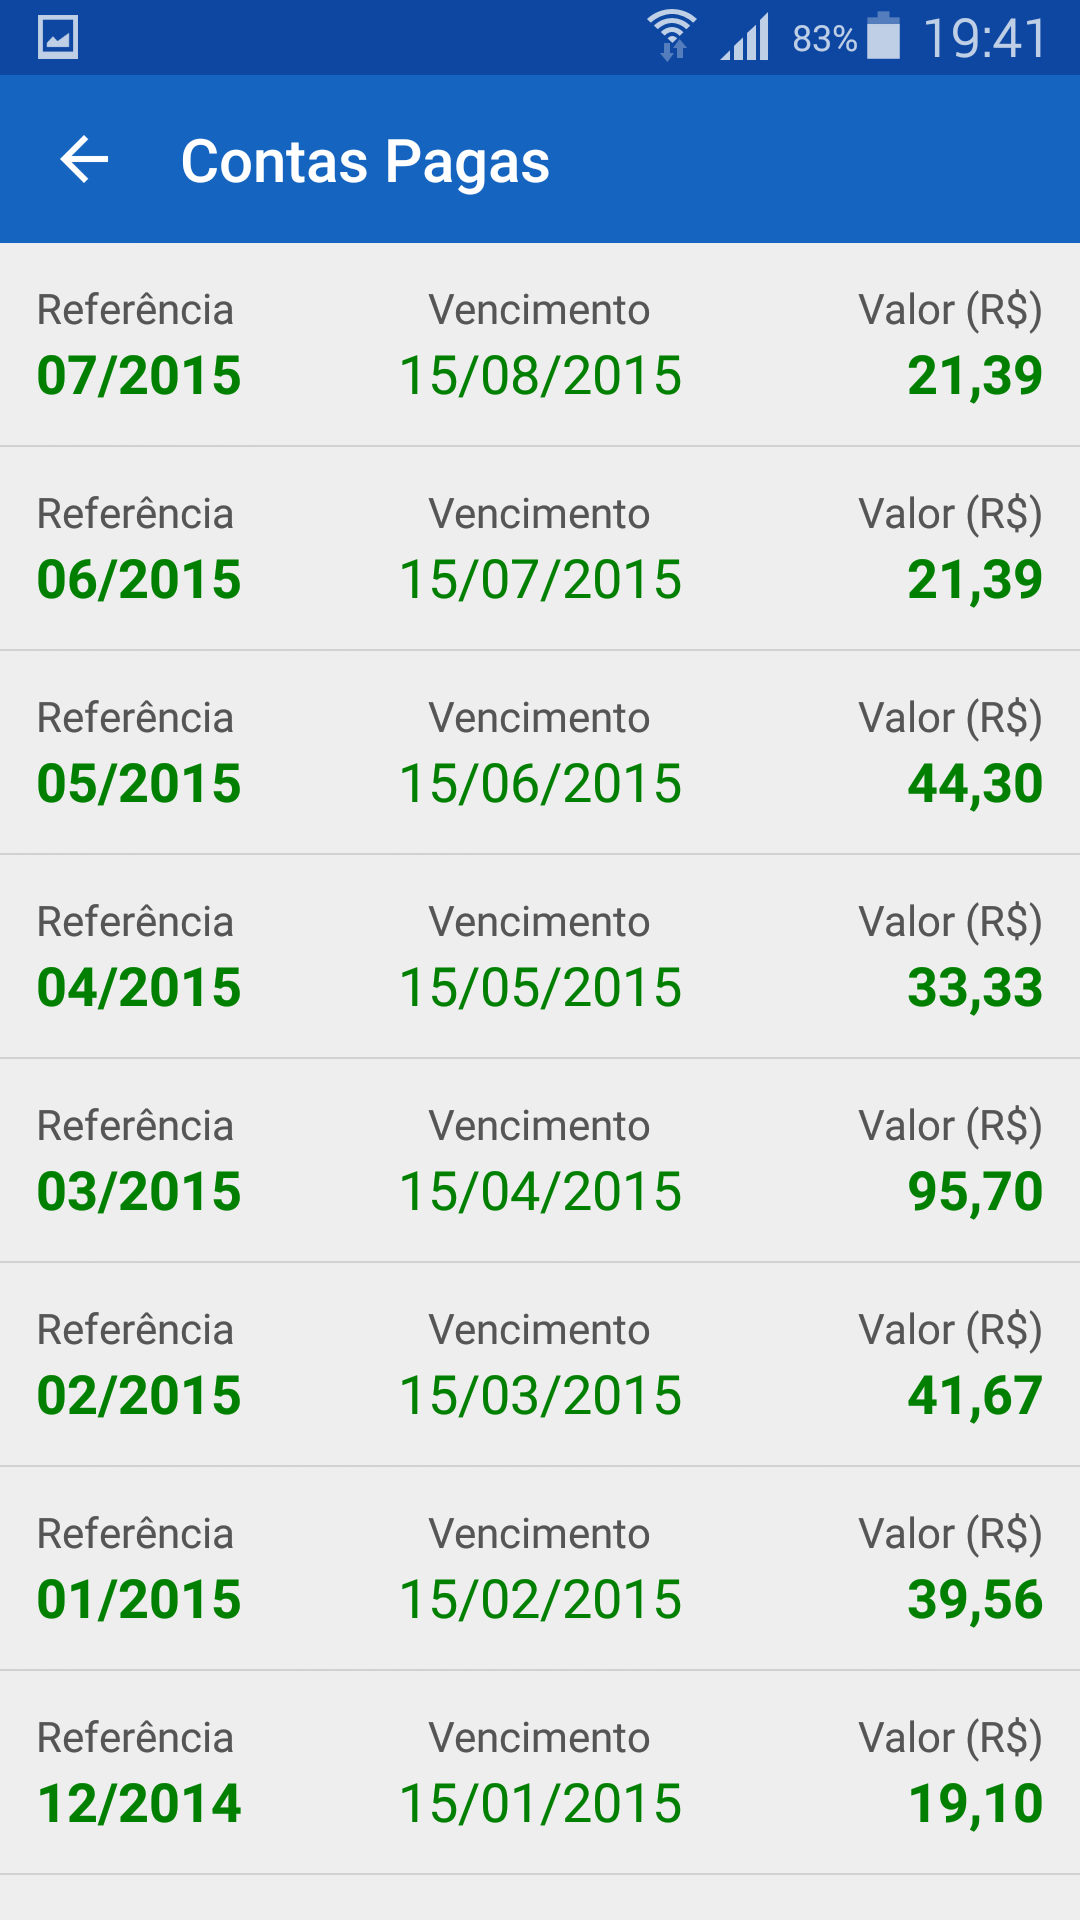 83% 19:41
Contas Pagas
Referência Vencimento Valor (R$)
07/2015 15/08/2015 21,39
Referência Vencimento Valor (R$)
06/2015 15/07/2015 21,39
Referência Vencimento Valor (R$)
05/2015 15/06/2015 44,30
Referência Vencimento Valor (R$)
04/2015 15/05/2015 33,33
Referência Vencimento Valor (R$)
03/2015 15/04/2015 95,70
Referência Vencimento Valor (R$)
02/2015 15/03/2015 41,67
Referência Vencimento Valor (R$)
01/2015 15/02/2015 39,56
Referência Vencimento Valor (R$)
12/2014 15/01/2015 19,10